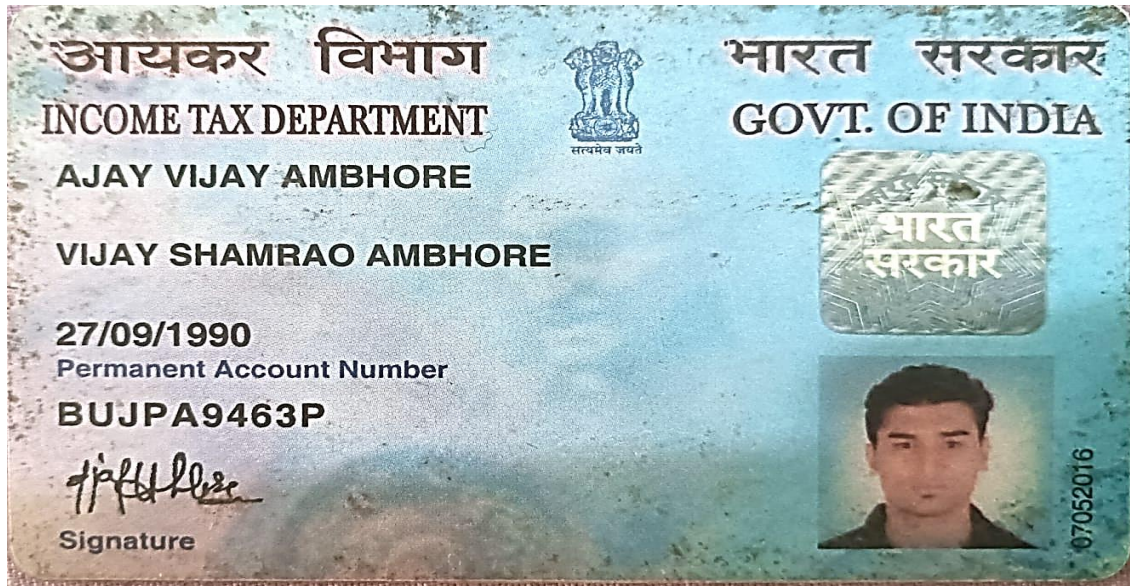 आयकर विभाग
INCOME TAX DEPARTMENT
सत्यमेव जयते
भारत सरकार
GOVT. OF INDIA
AJAY VIJAY AMBHORE
VIJAY SHAMRAO AMBHORE
27/09/1990
Permanent Account Number
BUJPA9463P
Signature
भारत
सरकार
07052016